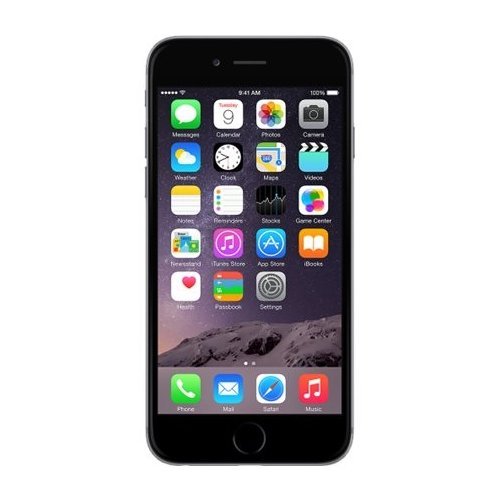 9:41 AM 100%
Tuesday
9
Messages Calendar Photos Camera
280
Weather Clock Maps Videos
Notes Reminders Stocks Game Center
Newsstand iTunes Store App Store iBooks
Health Passbook Settings
Phone Mail Safari Music